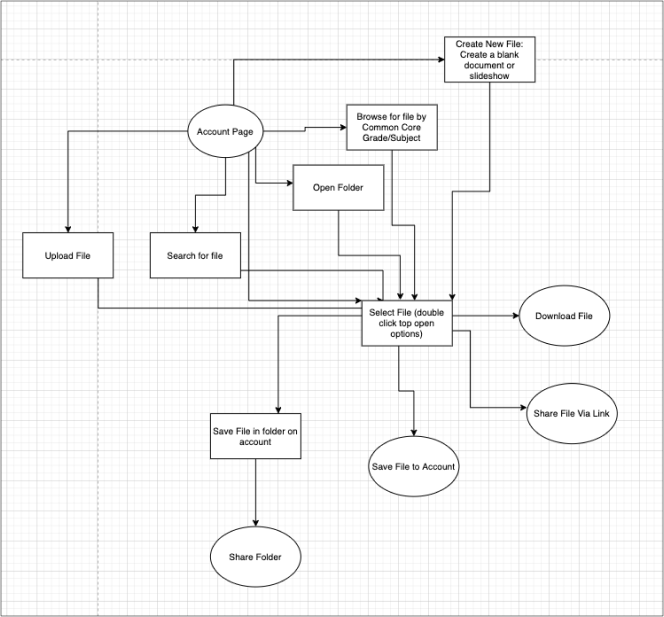 Create New File:
Create a blank
document or
slideshow
Account Page
Browse for file by
Common Core
Grade/Subject
Open Folder
Upload File
Search for file
Select File (double
click top open
options)
Download File
Share File Via Link
Save File in folder on
account
Save File to Account
Share Folder